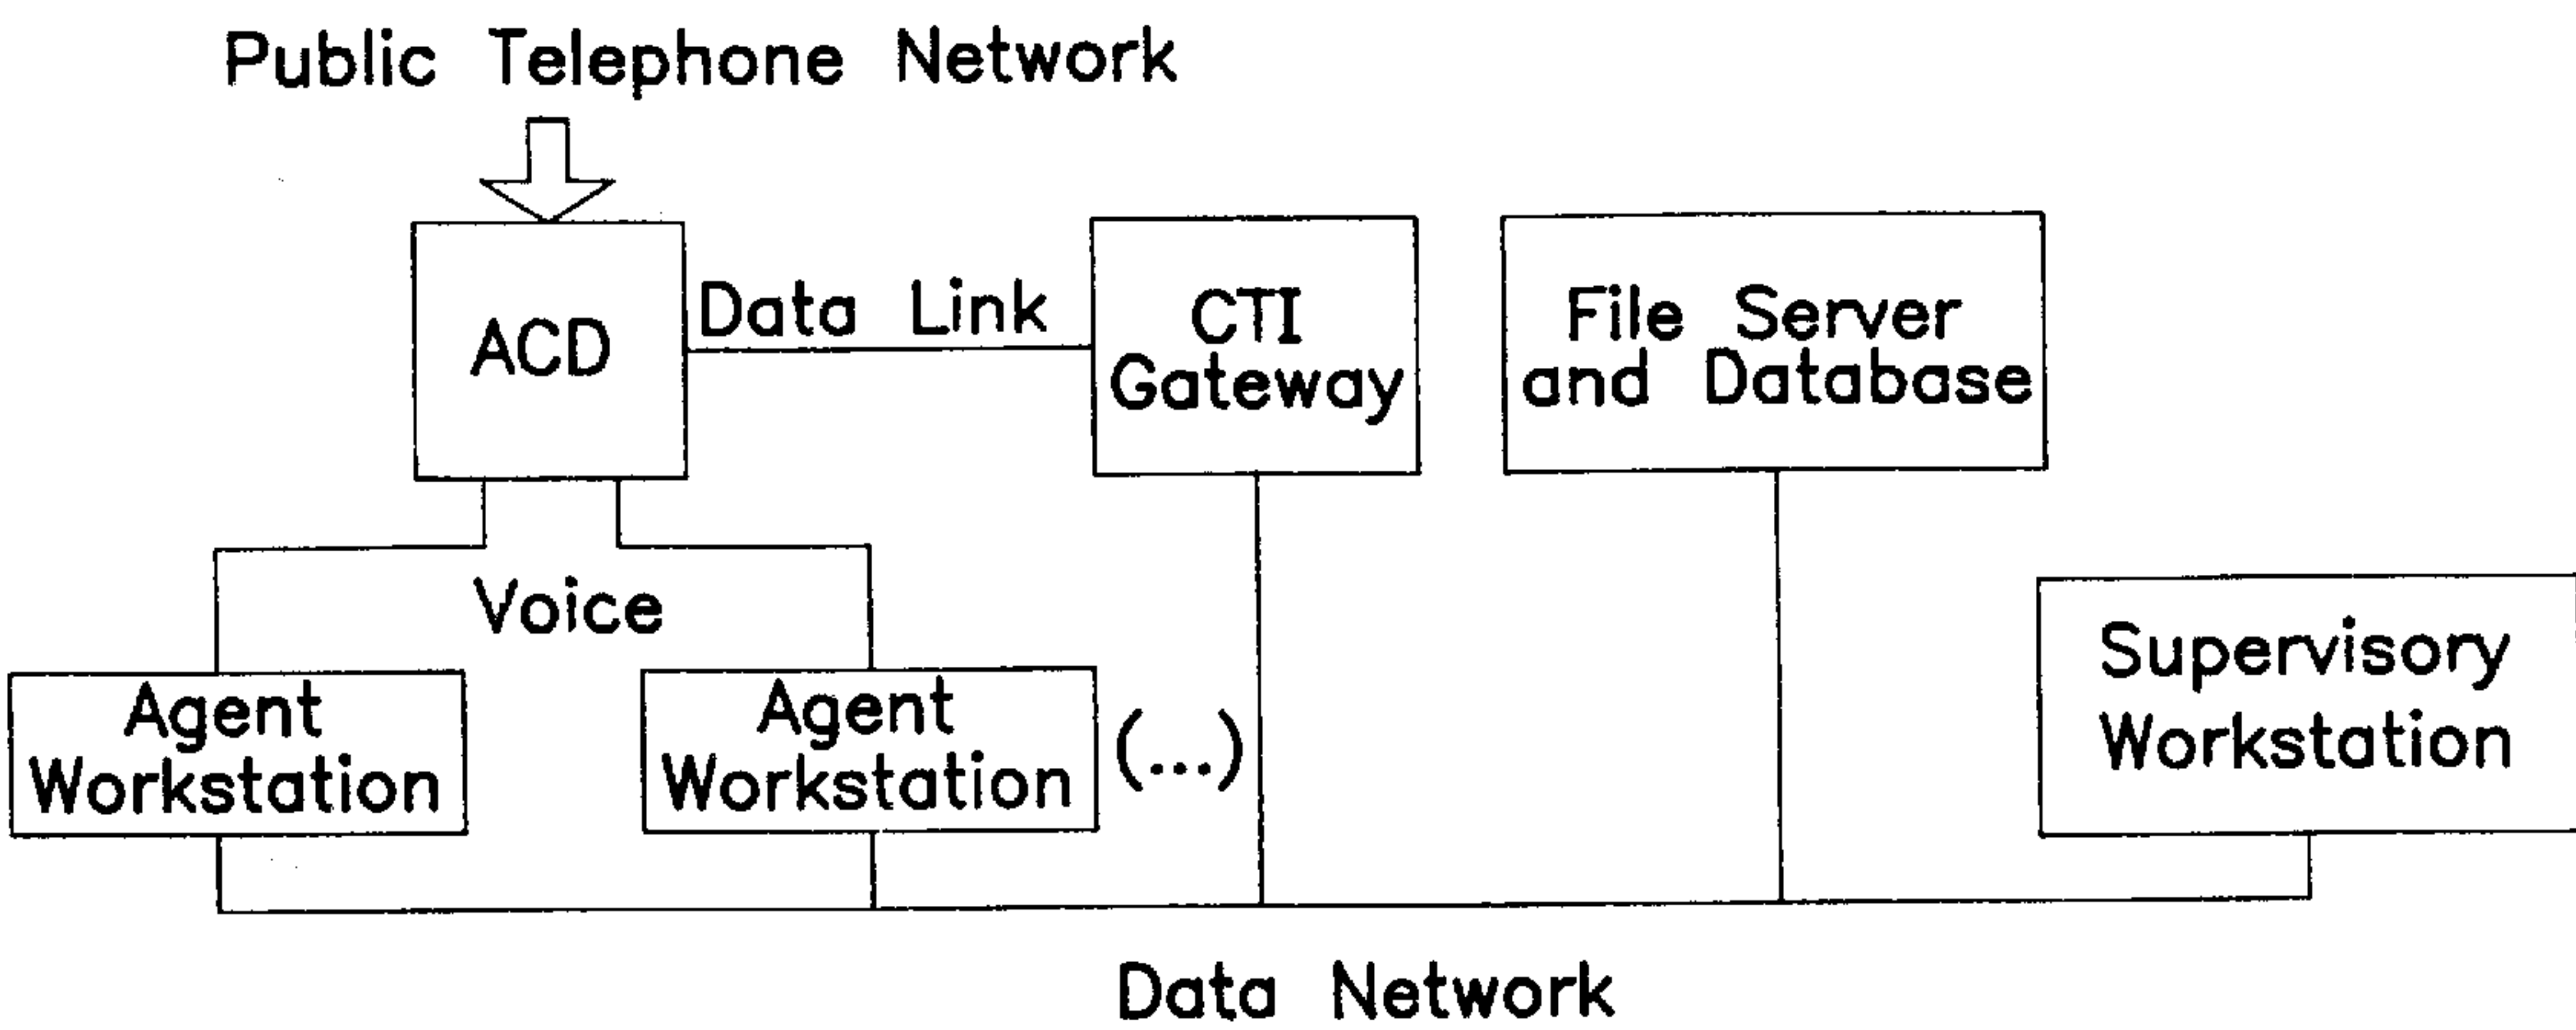 Public Telephone Network
ACD
Data Link
CTI
Gateway
File Server
and Database
Voice
Agent
Workstation
Agent
Workstation
(...)
Supervisory
Workstation
Data Network